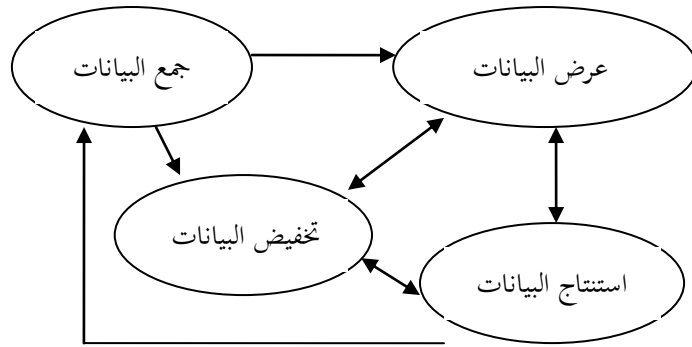 جمع البيانات
عرض البيانات
تخفيض البيانات
استنتاج البيانات